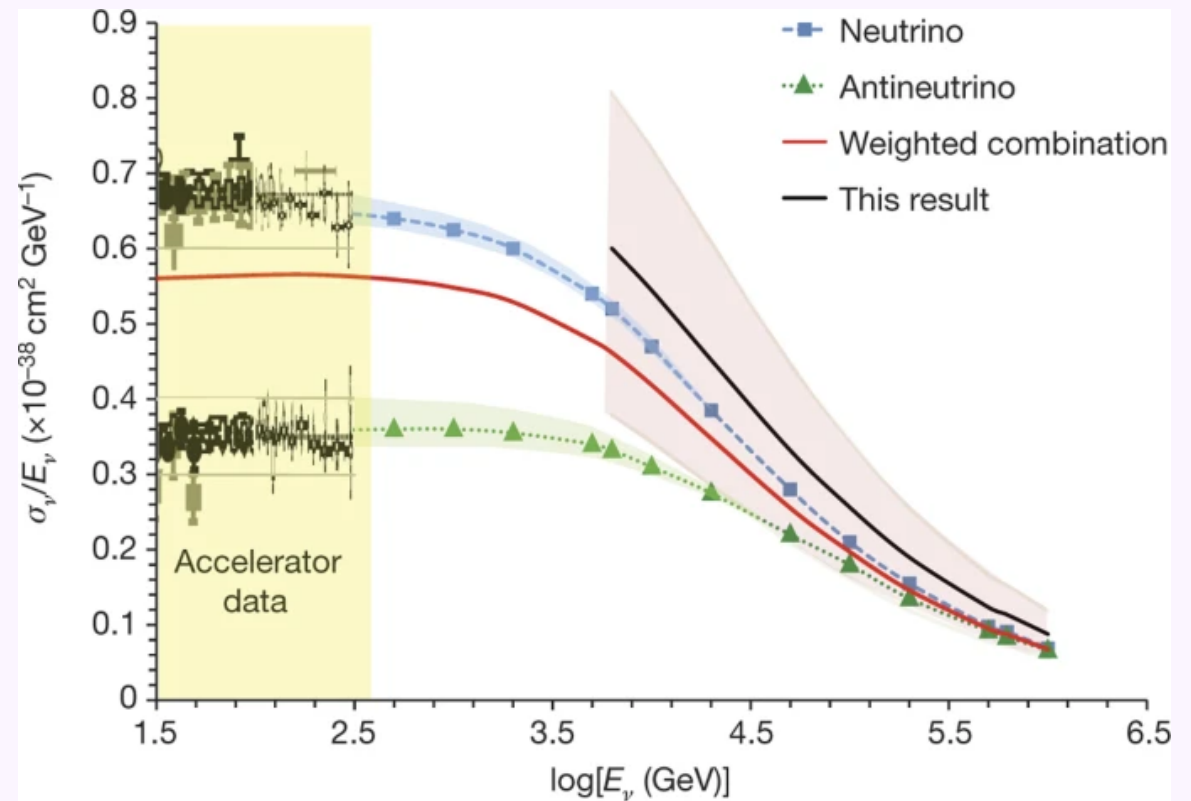 0.9
0.8
0.7
0.6
0.5
0.4
0.3
0.2
0.1
0
σν/Eν (×10–38 cm2 GeV–1)
Neutrino
Antineutrino
Weighted combination
This result
Accelerator
data
1.5 2.5 3.5 4.5 5.5 6.5
log[Eν (GeV)]